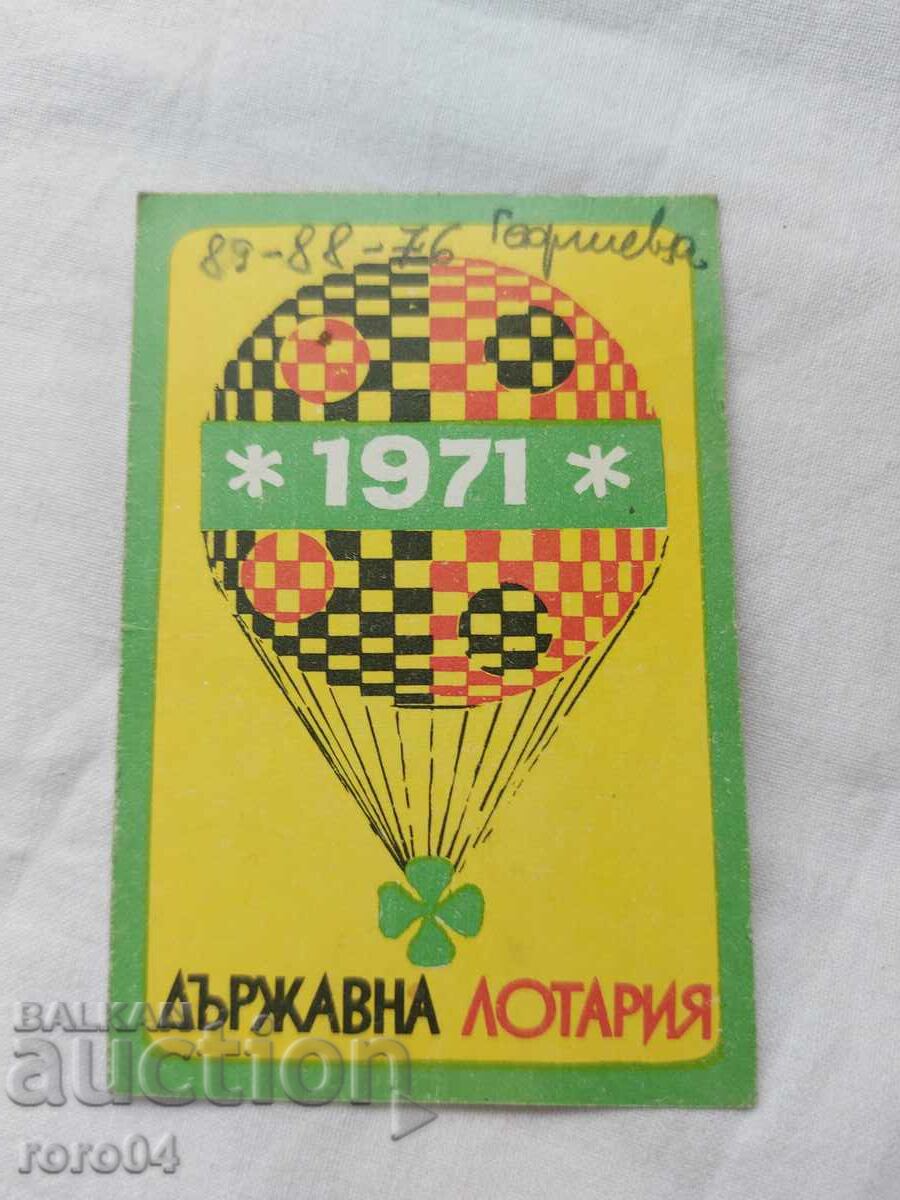 89-88-76 Георгиева
* 1971 *
ДЪРЖАВНА ЛОТАРИЯ
BALKAN
auction
roro04